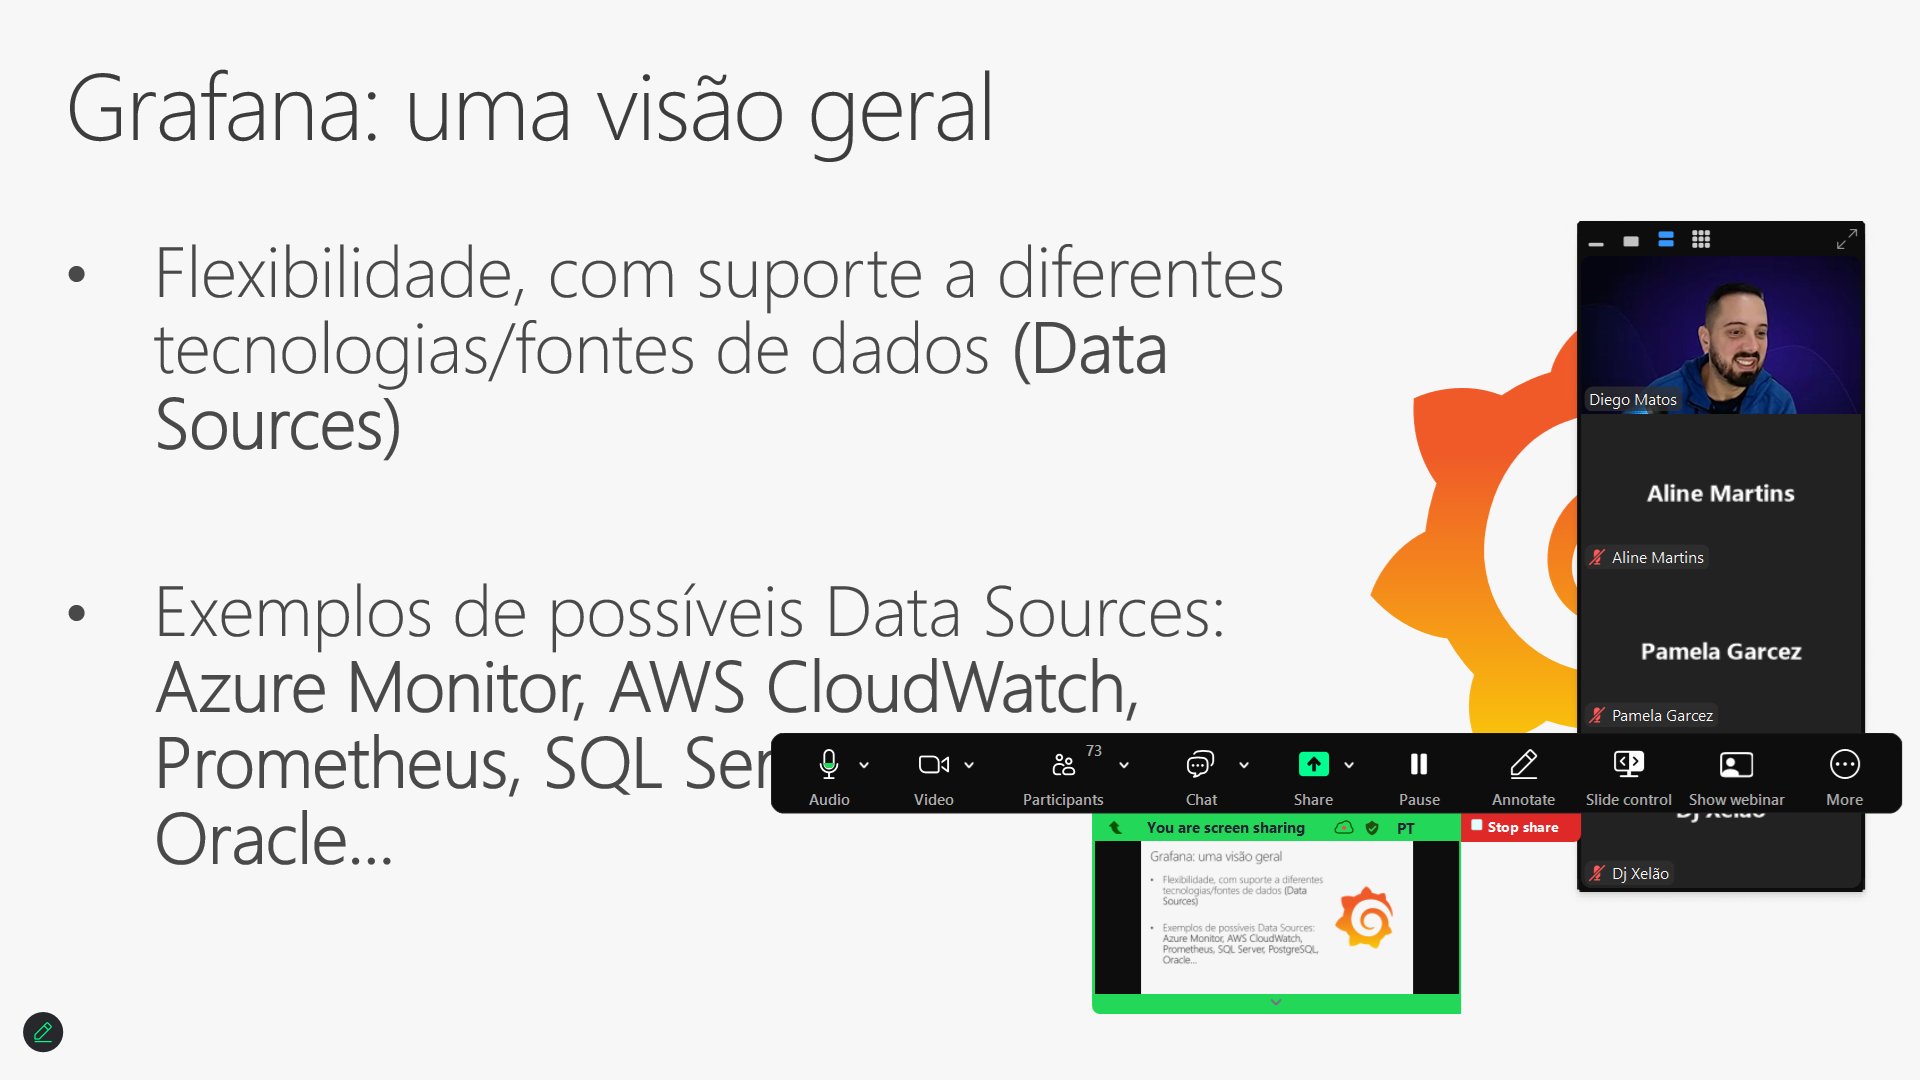 Grafana: uma visão geral
• Flexibilidade, com suporte a diferentes
tecnologias/fontes de dados (Data
Sources)
• Exemplos de possíveis Data Sources:
Azure Monitor, AWS CloudWatch,
Prometheus, SQL Ser
Oracle...
Diego Matos
Aline Martins
Aline Martins
Pamela Garcez
Pamela Garcez
Dj Xelão
Dj Xelão
73
Audio Video Participants Chat Share Pause Annotate Slide control Show webinar More
You are screen sharing PT Stop share
Grafana: uma visão geral
• Flexibilidade, com suporte a diferentes
tecnologias/fontes de dados (Data
Sources)
• Exemplos de possíveis Data Sources:
Azure Monitor, AWS CloudWatch,
Prometheus, SQL Server, PostgreSQL,
Oracle...